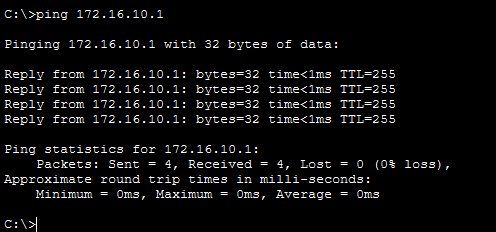 C:\>ping 172.16.10.1
Pinging 172.16.10.1 with 32 bytes of data:
Reply from 172.16.10.1: bytes=32 time<1ms TTL=255
Reply from 172.16.10.1: bytes=32 time<1ms TTL=255
Reply from 172.16.10.1: bytes=32 time<1ms TTL=255
Reply from 172.16.10.1: bytes=32 time<1ms TTL=255
Ping statistics for 172.16.10.1:
    Packets: Sent = 4, Received = 4, Lost = 0 (0% loss),
Approximate round trip times in milli-seconds:
    Minimum = 0ms, Maximum = 0ms, Average = 0ms
C:\>